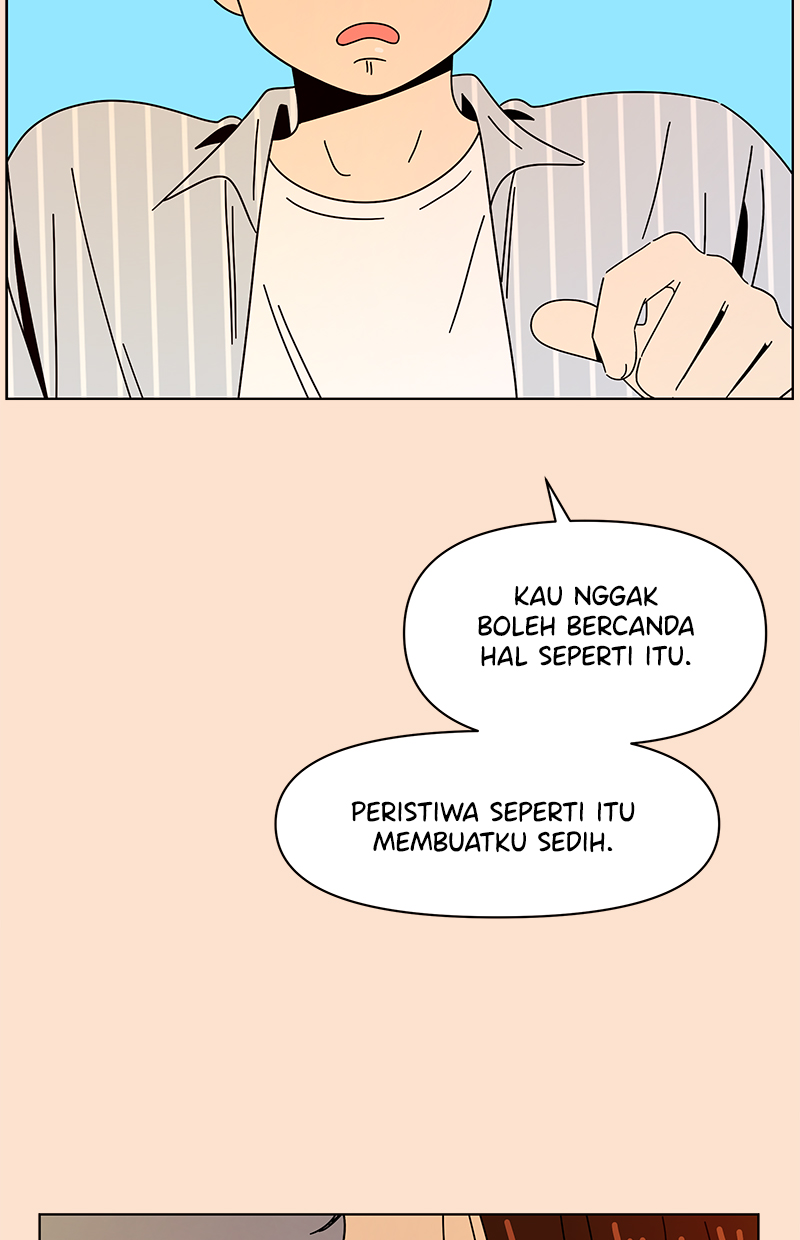 KAU NGGAK
BOLEH BERCANDA
HAL SEPERTI ITU.
PERISTIWA SEPERTI ITU
MEMBUATKU SEDIH.